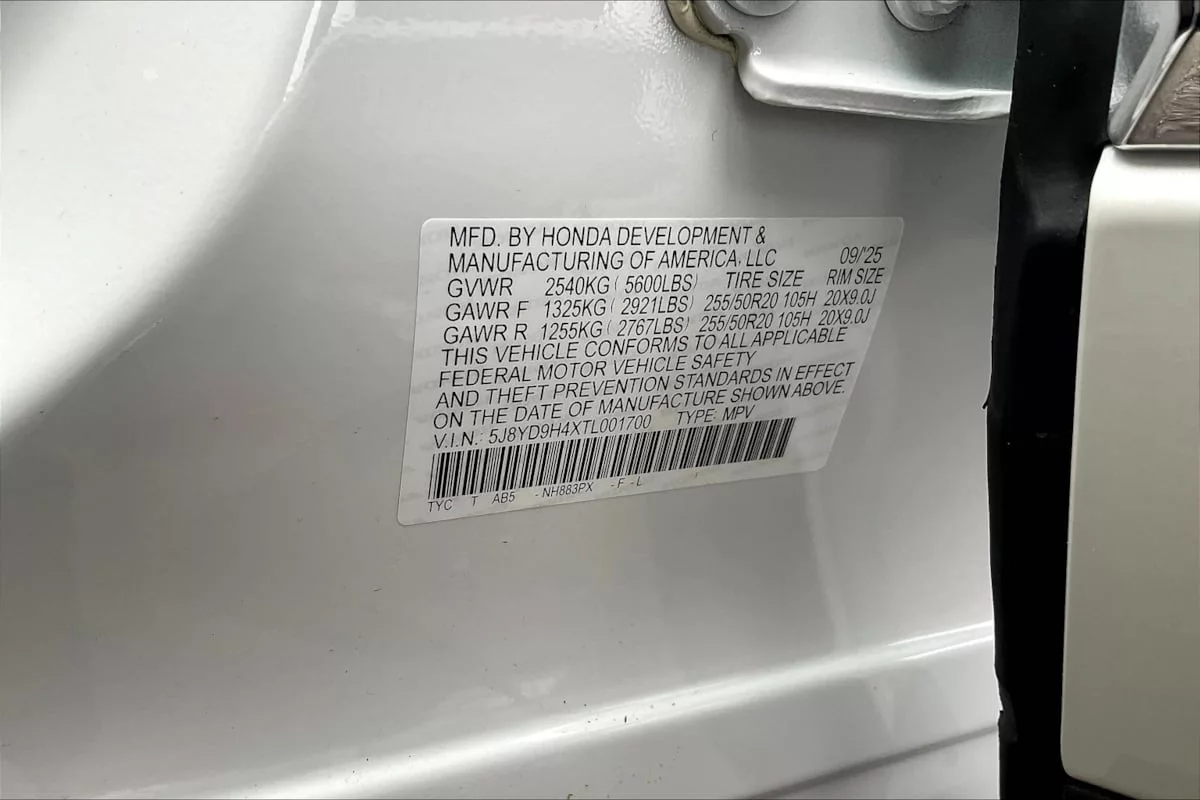 MFD. BY HONDA DEVELOPMENT &
MANUFACTURING OF AMERICA, LLC 09/'25
GVWR 2540KG ( 5600LBS) TIRE SIZE RIM SIZE
GAWR F 1325KG ( 2921LBS) 255/50R20 105H 20X9.0J
GAWR R 1255KG ( 2767LBS) 255/50R20 105H 20X9.0J
THIS VEHICLE CONFORMS TO ALL APPLICABLE
FEDERAL MOTOR VEHICLE SAFETY
AND THEFT PREVENTION STANDARDS IN EFFECT
ON THE DATE OF MANUFACTURE SHOWN ABOVE.
V.I.N.: 5J8YD9H4XTL001700 TYPE: MPV
TYC T AB5 -NH883PX -F -L